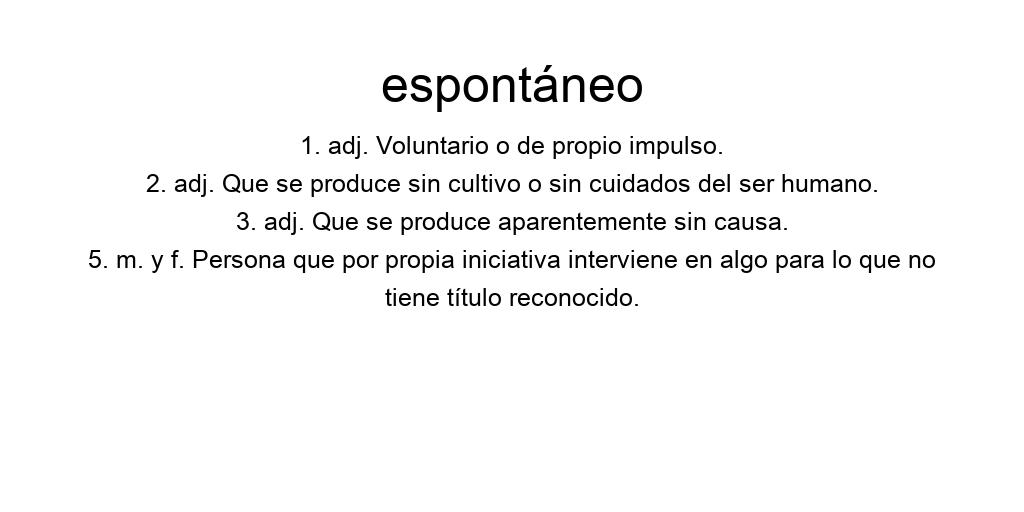 espontáneo
1. adj. Voluntario o de propio impulso.
2. adj. Que se produce sin cultivo o sin cuidados del ser humano.
3. adj. Que se produce aparentemente sin causa.
5. m. y f. Persona que por propia iniciativa interviene en algo para lo que no
tiene título reconocido.